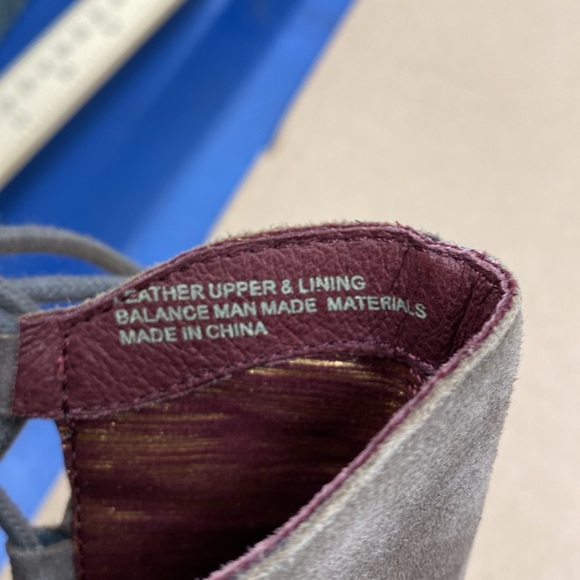 LEATHER UPPER & LINING
BALANCE MAN MADE MATERIALS
MADE IN CHINA